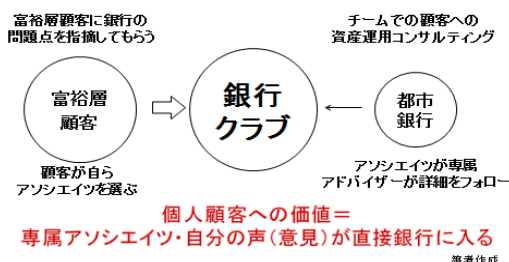 富裕層顧客に銀行の
問題点を指摘してもらう
チームでの顧客への
資産運用コンサルティング
富裕層
顧客
銀行
クラブ
都市
銀行
顧客が自ら
アソシエイツを選ぶ
アソシエイツが専属
アドバイザーが詳細をフォロー
個人顧客への価値＝
専属アソシエイツ・自分の声(意見)が直接銀行に入る
筆者作成